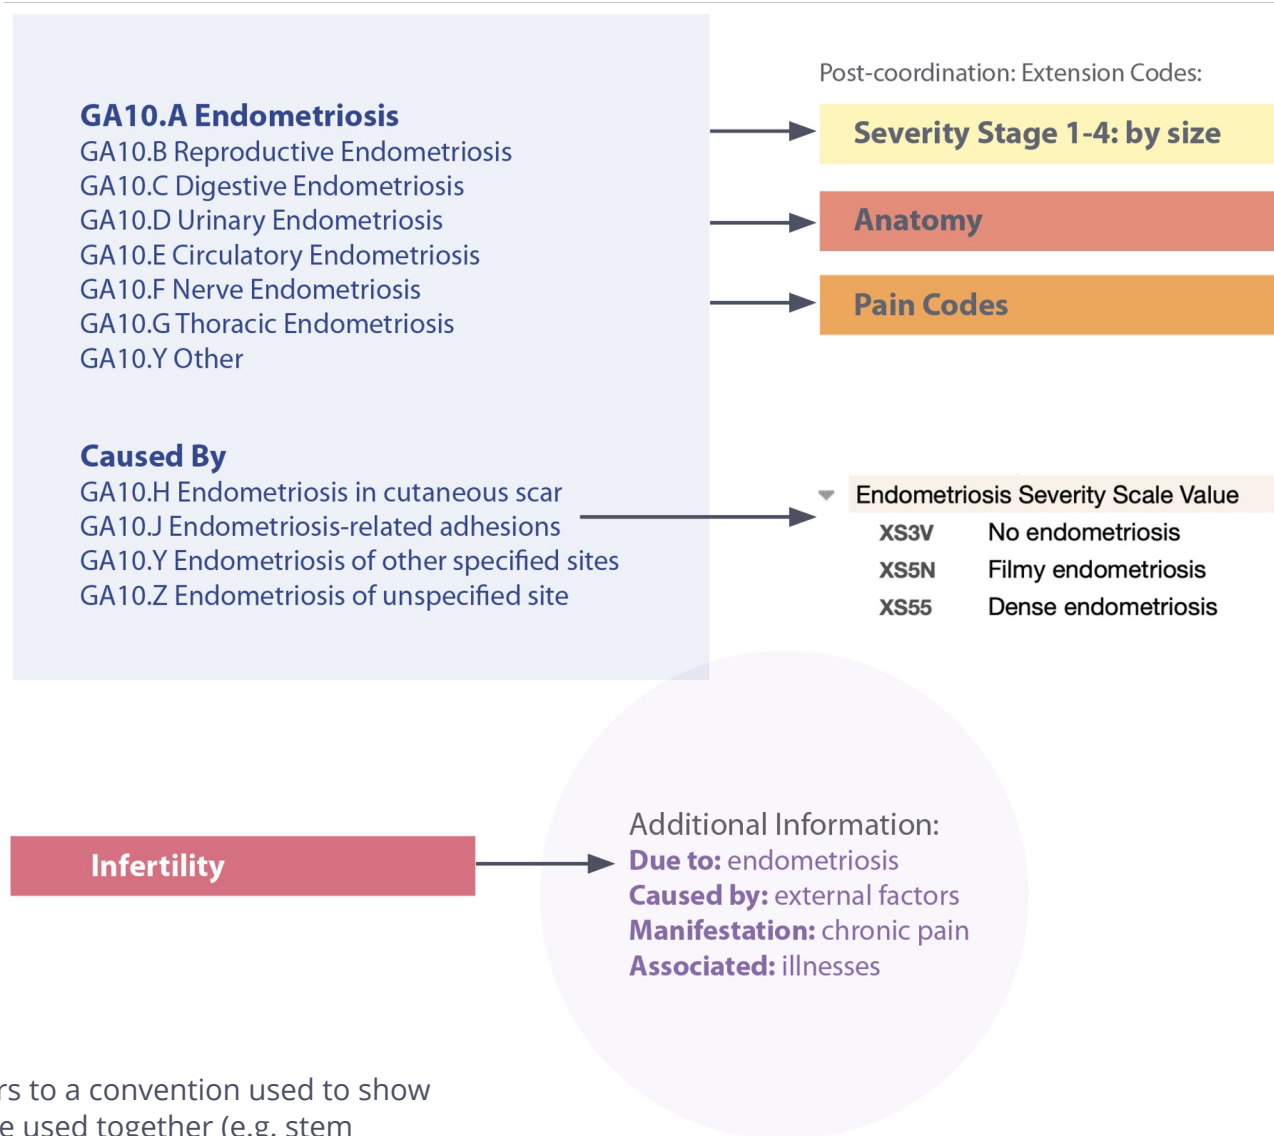 Post-coordination: Extension Codes:
GA10.A Endometriosis
GA10.B Reproductive Endometriosis
GA10.C Digestive Endometriosis
GA10.D Urinary Endometriosis
GA10.E Circulatory Endometriosis
GA10.F Nerve Endometriosis
GA10.G Thoracic Endometriosis
GA10.Y Other
Severity Stage 1-4: by size
Anatomy
Pain Codes
Caused By
GA10.H Endometriosis in cutaneous scar
GA10.J Endometriosis-related adhesions
GA10.Y Endometriosis of other specified sites
GA10.Z Endometriosis of unspecified site
Endometriosis Severity Scale Value
XS3V No endometriosis
XS5N Filmy endometriosis
XS55 Dense endometriosis
Infertility
Additional Information:
Due to: endometriosis
Caused by: external factors
Manifestation: chronic pain
Associated: illnesses
to a convention used to show
used together (e.g. stem